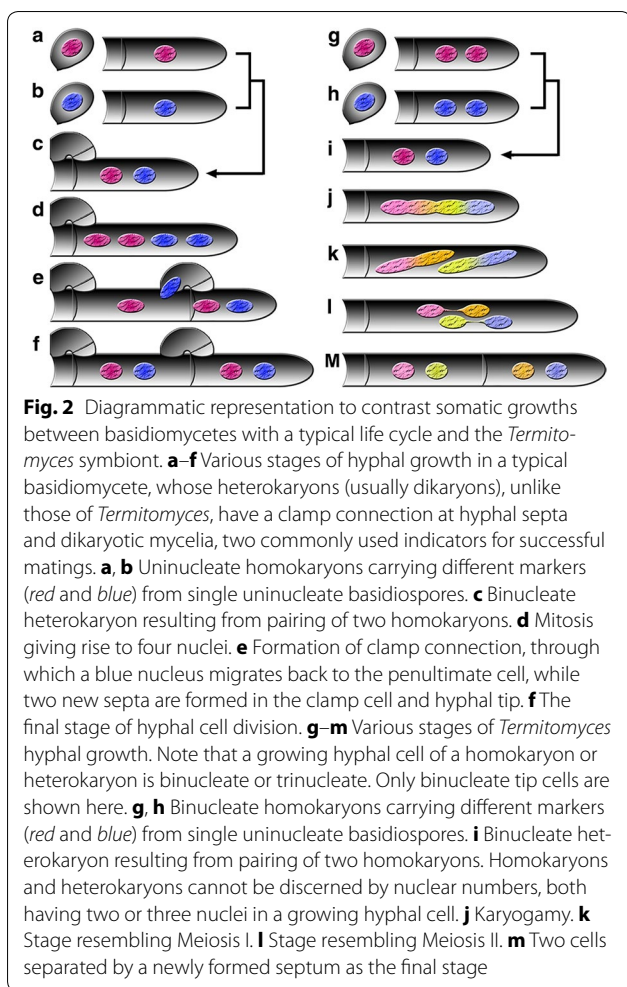 a
b
c
d
e
f
g
h
i
j
k
l
M
Fig. 2 Diagrammatic representation to contrast somatic growths
between basidiomycetes with a typical life cycle and the Termito-
myces symbiont. a–f Various stages of hyphal growth in a typical
basidiomycete, whose heterokaryons (usually dikaryons), unlike
those of Termitomyces, have a clamp connection at hyphal septa
and dikaryotic mycelia, two commonly used indicators for successful
matings. a, b Uninucleate homokaryons carrying different markers
(red and blue) from single uninucleate basidiospores. c Binucleate
heterokaryon resulting from pairing of two homokaryons. d Mitosis
giving rise to four nuclei. e Formation of clamp connection, through
which a blue nucleus migrates back to the penultimate cell, while
two new septa are formed in the clamp cell and hyphal tip. f The
final stage of hyphal cell division. g–m Various stages of Termitomyces
hyphal growth. Note that a growing hyphal cell of a homokaryon or
heterokaryon is binucleate or trinucleate. Only binucleate tip cells are
shown here. g, h Binucleate homokaryons carrying different markers
(red and blue) from single uninucleate basidiospores. i Binucleate het-
erokaryon resulting from pairing of two homokaryons. Homokaryons
and heterokaryons cannot be discerned by nuclear numbers, both
having two or three nuclei in a growing hyphal cell. j Karyogamy. k
Stage resembling Meiosis I. l Stage resembling Meiosis II. m Two cells
separated by a newly formed septum as the final stage